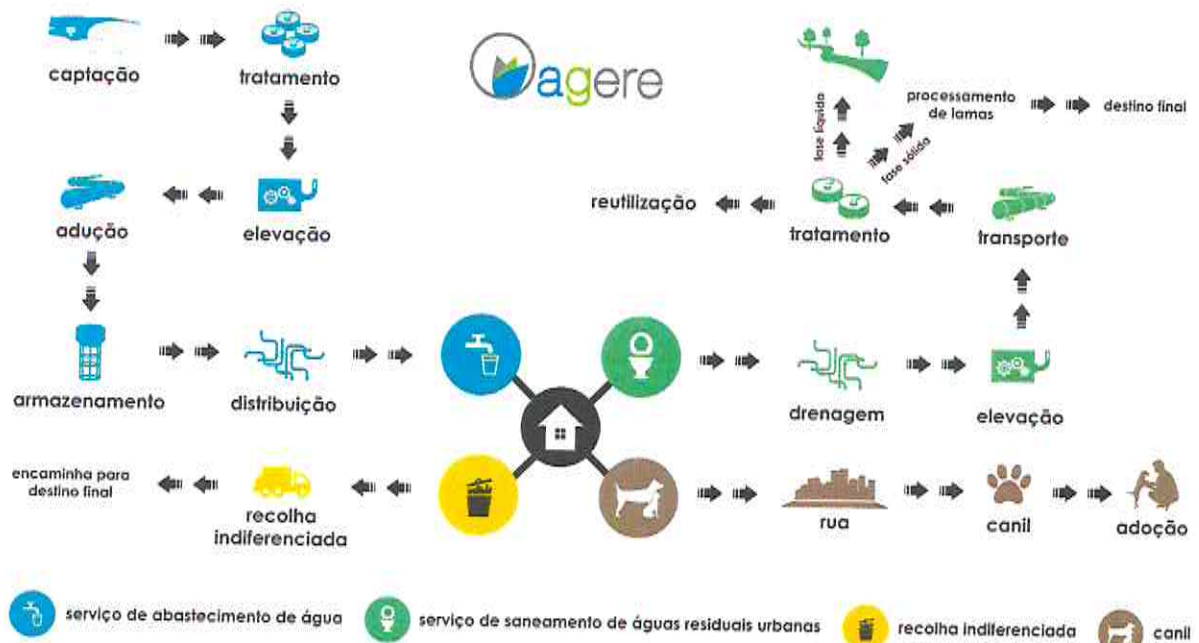 captação
tratamento
agere
fase líquida
fase sólida
processamento
de lamas
destino final
adução
elevação
reutilização
tratamento
transporte
armazenamento
distribuição
drenagem
elevação
encaminha para
destino final
recolha
indiferenciada
rua
canil
adoção
serviço de abastecimento de água
serviço de saneamento de águas residuais urbanas
recolha indiferenciada
canil